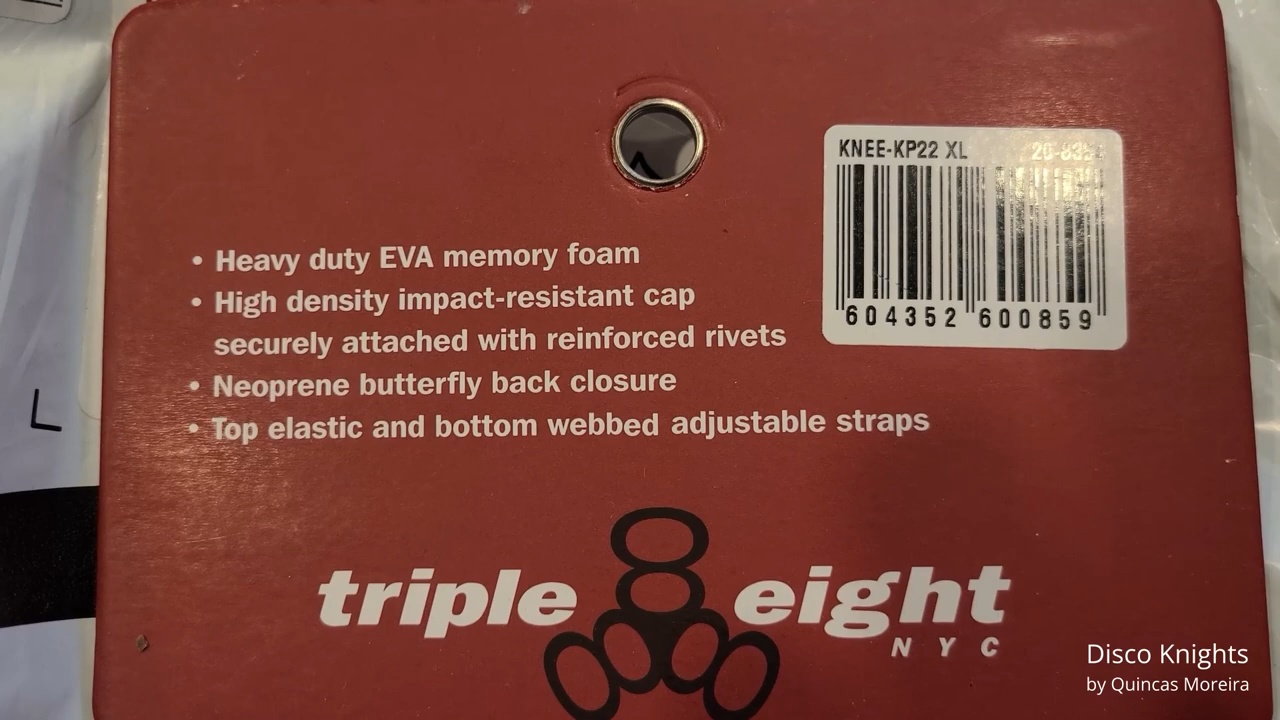 KNEE-KP22 XL
• Heavy duty EVA memory foam
• High density impact-resistant cap
securely attached with reinforced rivets
• Neoprene butterfly back closure
• Top elastic and bottom webbed adjustable straps
604352 600859
L
triple eight
NYC
Disco Knights
by Quincas Moreira